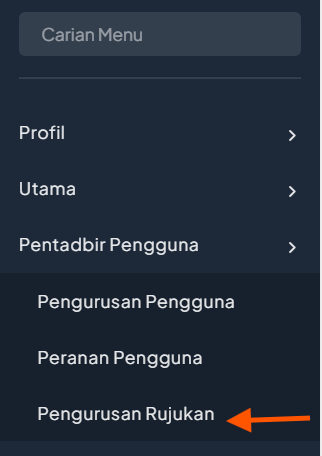 Carian Menu
Profil
Utama
Pentadbir Pengguna
Pengurusan Pengguna
Peranan Pengguna
Pengurusan Rujukan